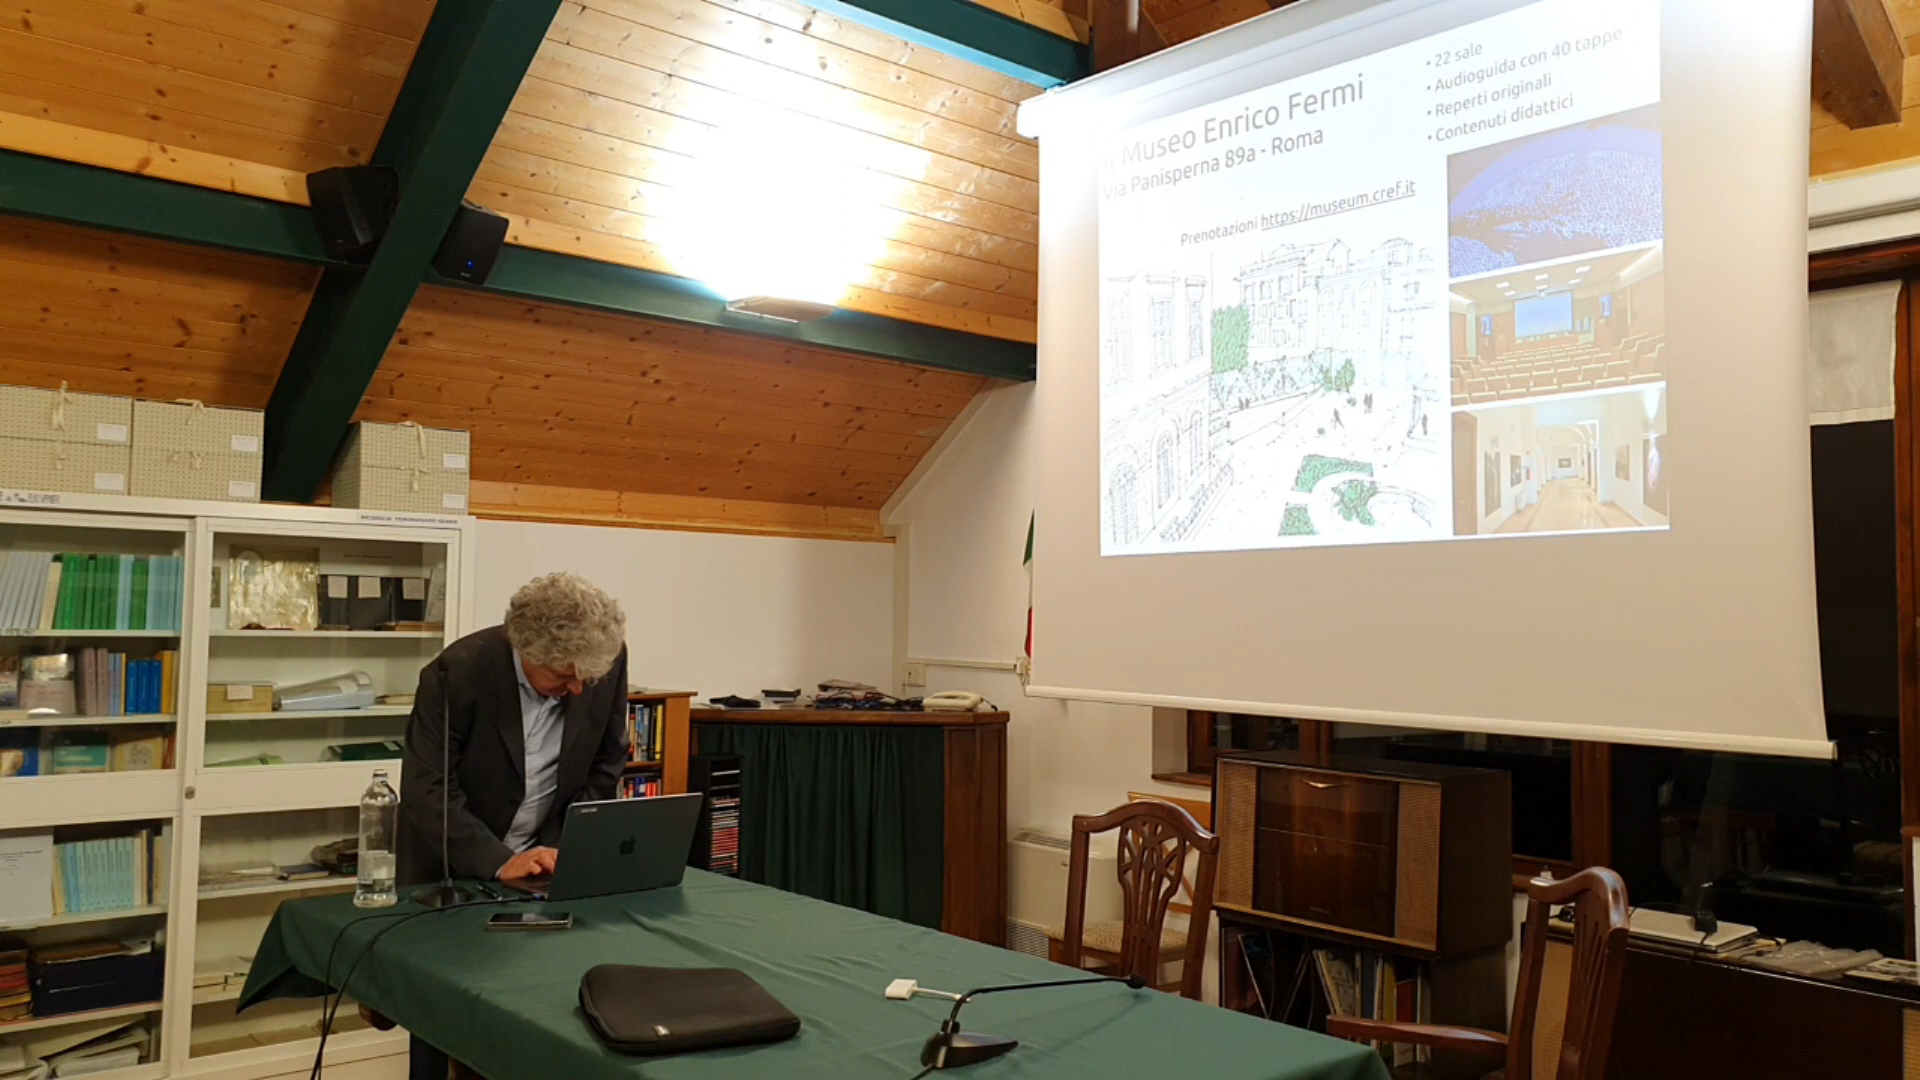 Il Museo Enrico Fermi
Via Panisperna 89a - Roma
Prenotazioni https://museum.cref.it
• 22 sale
• Audioguida con 40 tappe
• Reperti originali
• Contenuti didattici